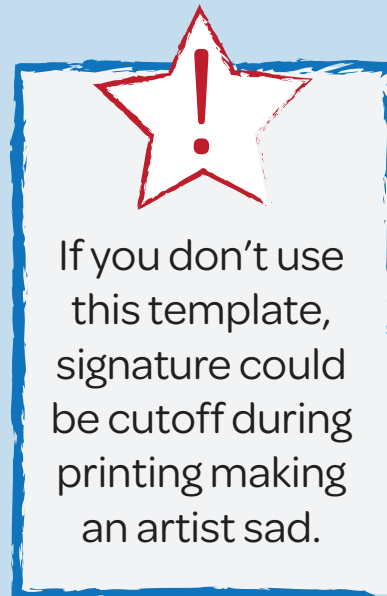 !
If you don’t use
this template,
signature could
be cutoff during
printing making
an artist sad.